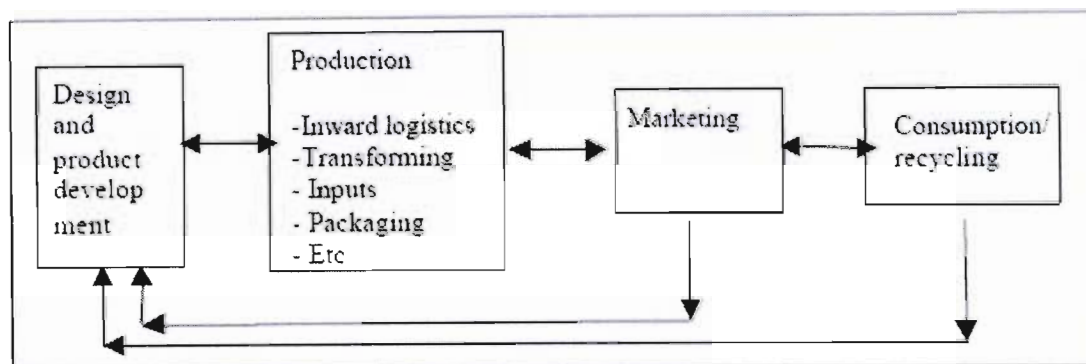 Design
and
product
develop
ment
Production
-Inward logistics
-Transforming
- Inputs
- Packaging
- Etc
Marketing
Consumption/
recycling